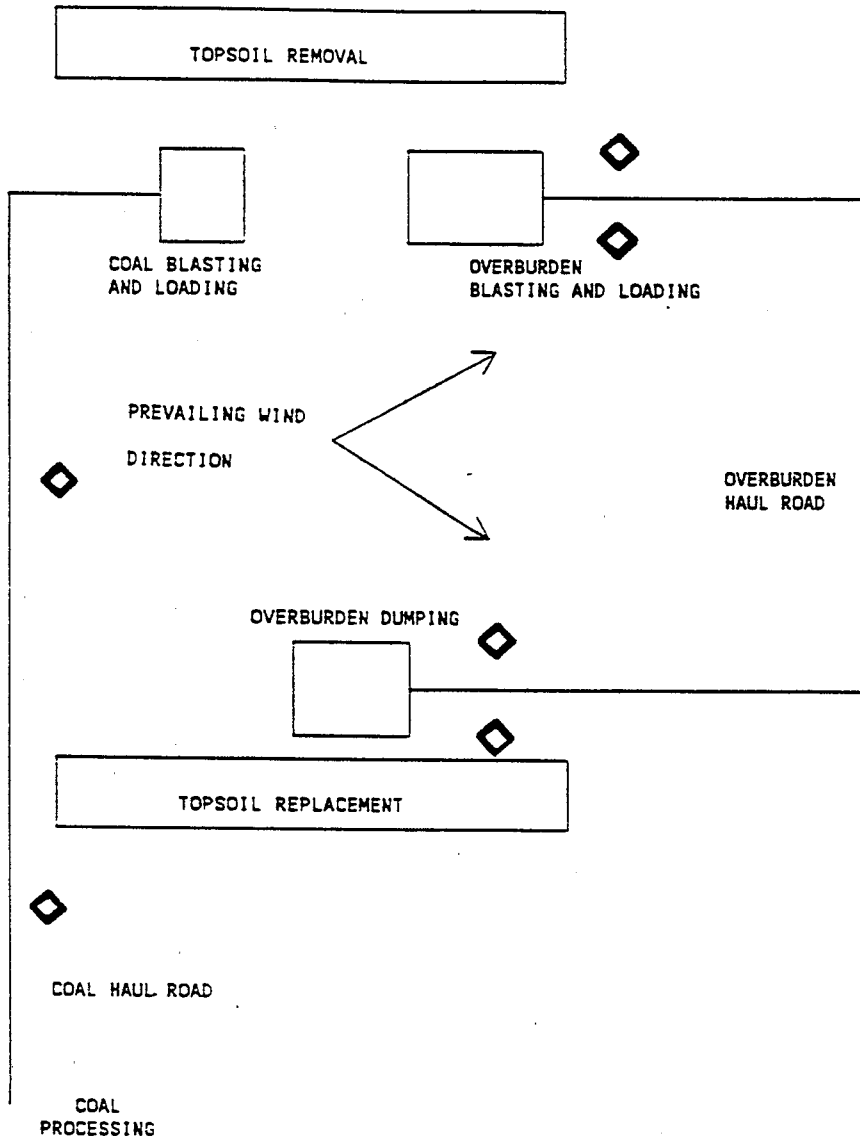 TOPSOIL REMOVAL
COAL BLASTING
AND LOADING
OVERBURDEN
BLASTING AND LOADING
PREVAILING WIND
DIRECTION
OVERBURDEN
HAUL ROAD
OVERBURDEN DUMPING
TOPSOIL REPLACEMENT
COAL HAUL ROAD
COAL
PROCESSING